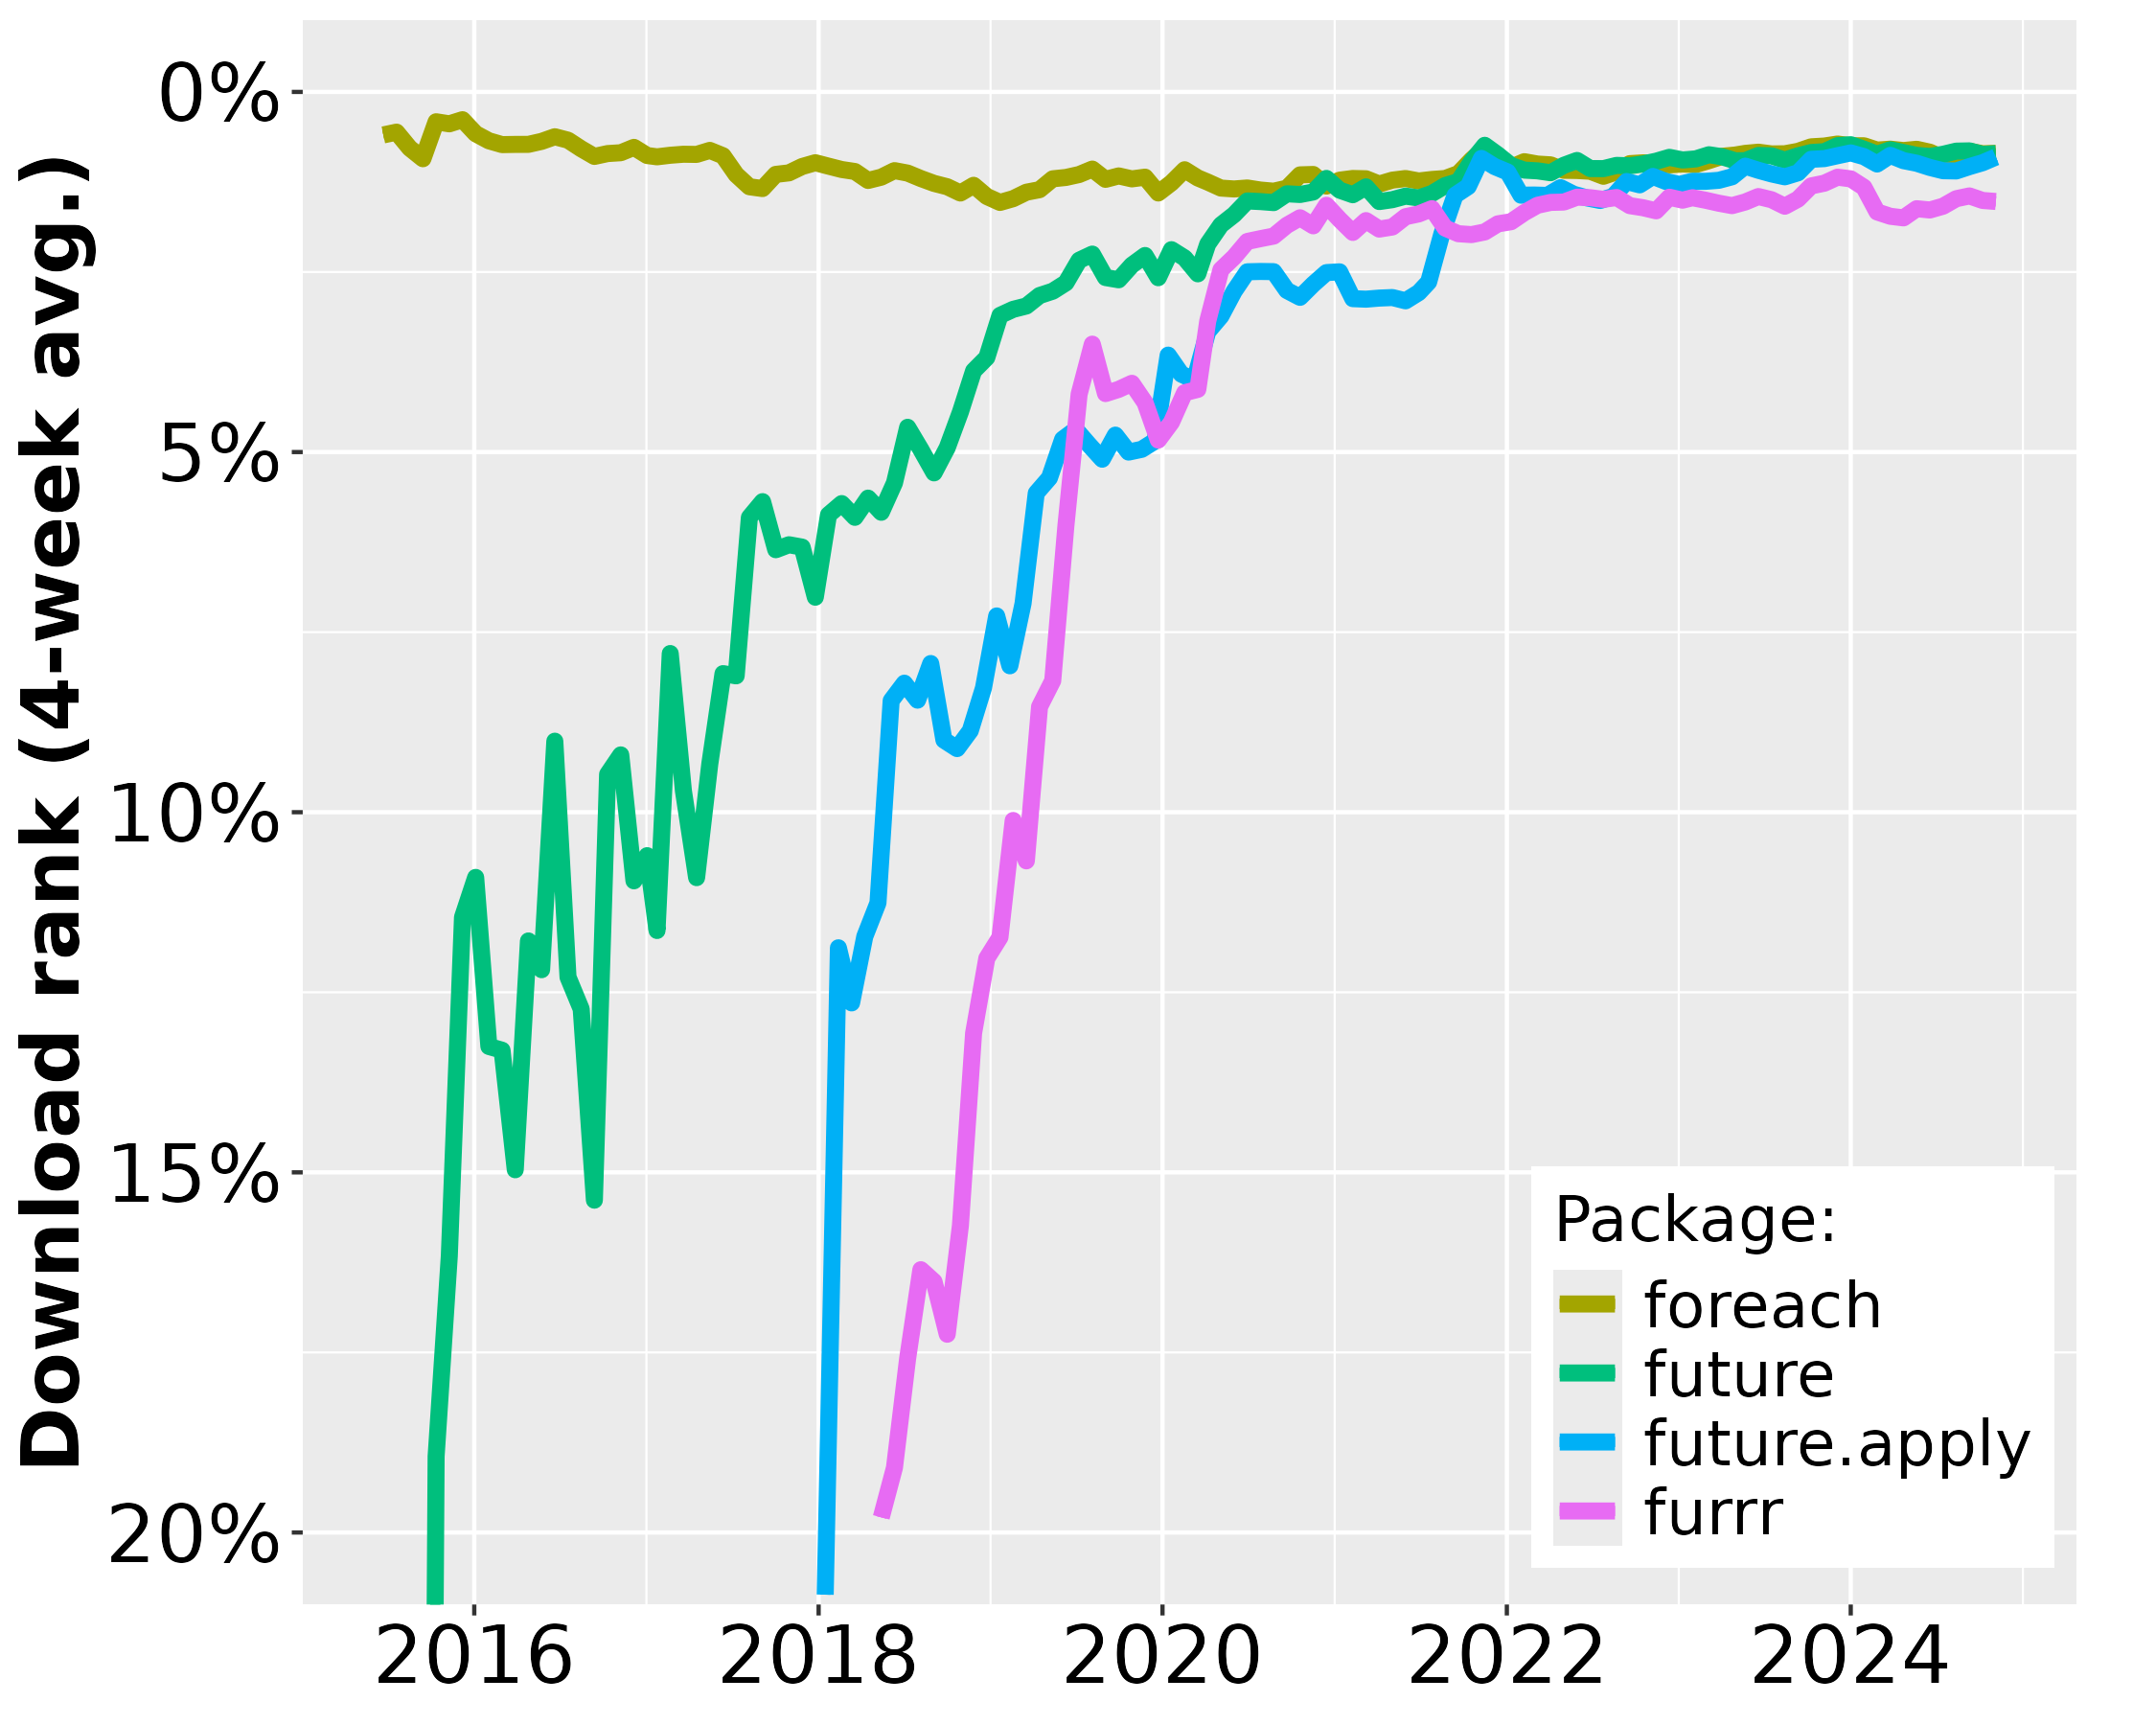 Download rank (4-week avg.)
0%
5%
10%
15%
20%
2016
2018
2020
2022
2024
Package:
foreach
future
future.apply
furrr